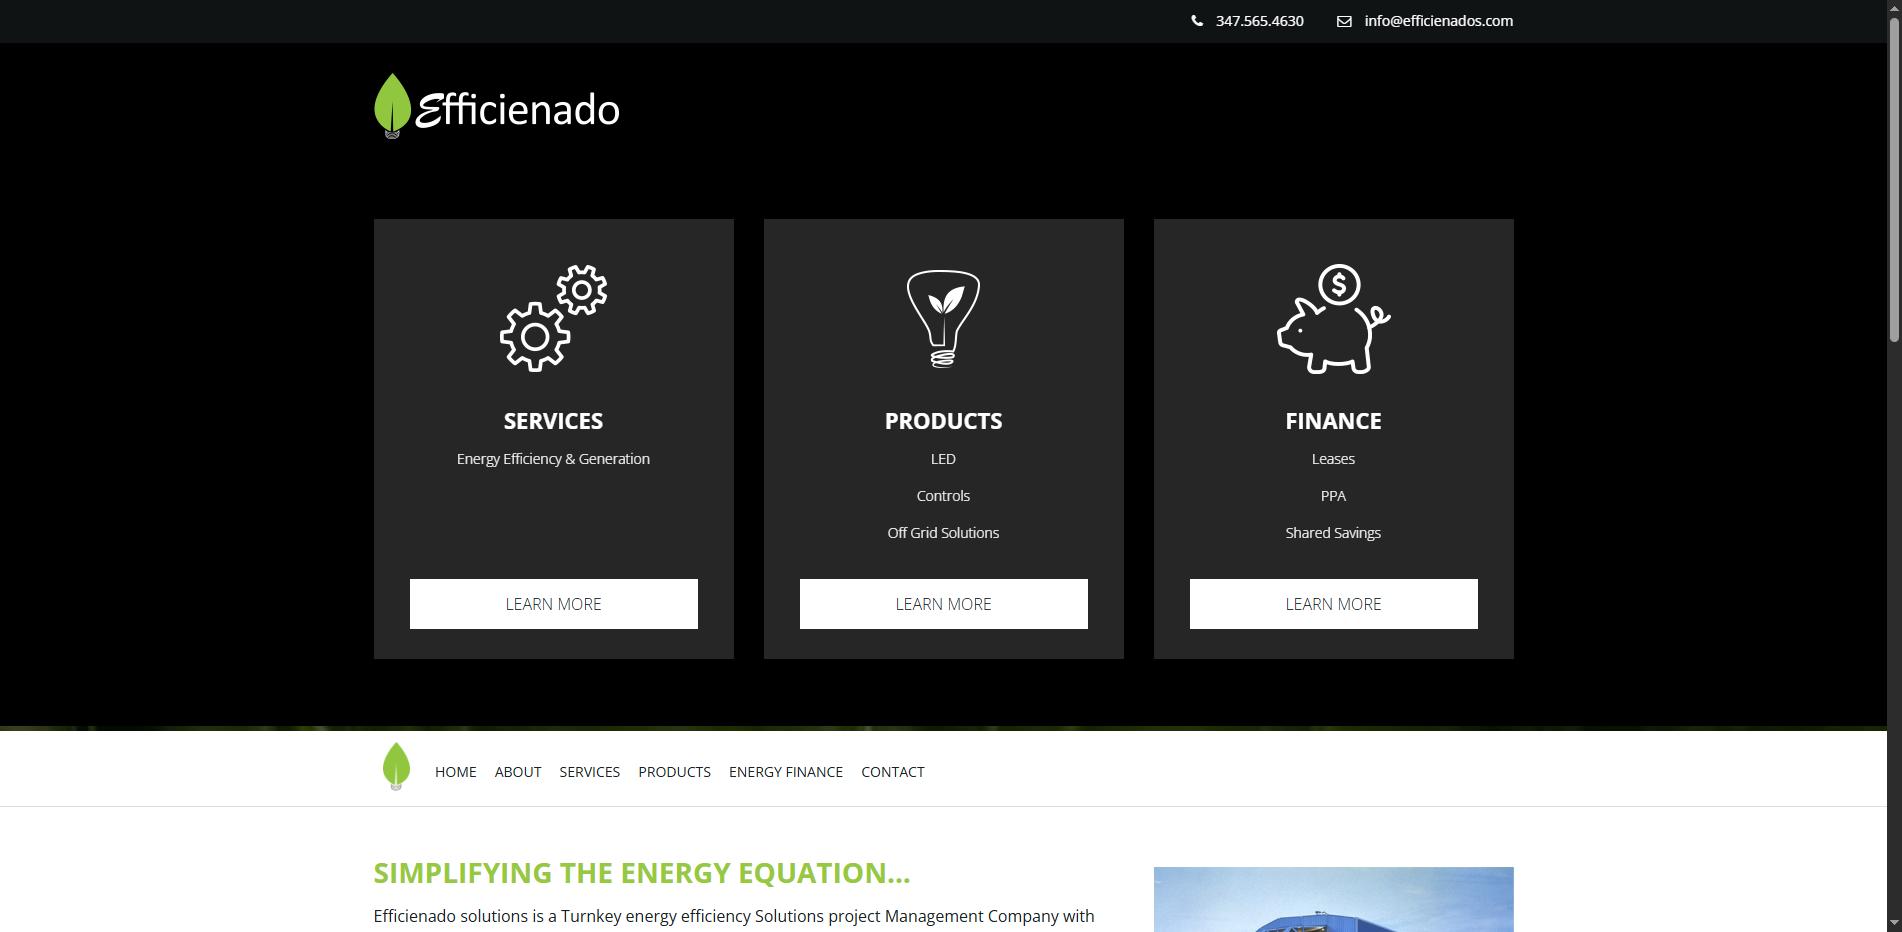 347.565.4630
info@efficienados.com
Efficienado
SERVICES
Energy Efficiency & Generation
LEARN MORE
PRODUCTS
LED
Controls
Off Grid Solutions
LEARN MORE
FINANCE
Leases
PPA
Shared Savings
LEARN MORE
HOME ABOUT SERVICES PRODUCTS ENERGY FINANCE CONTACT
SIMPLIFYING THE ENERGY EQUATION...
Efficienado solutions is a Turnkey energy efficiency Solutions project Management Company with